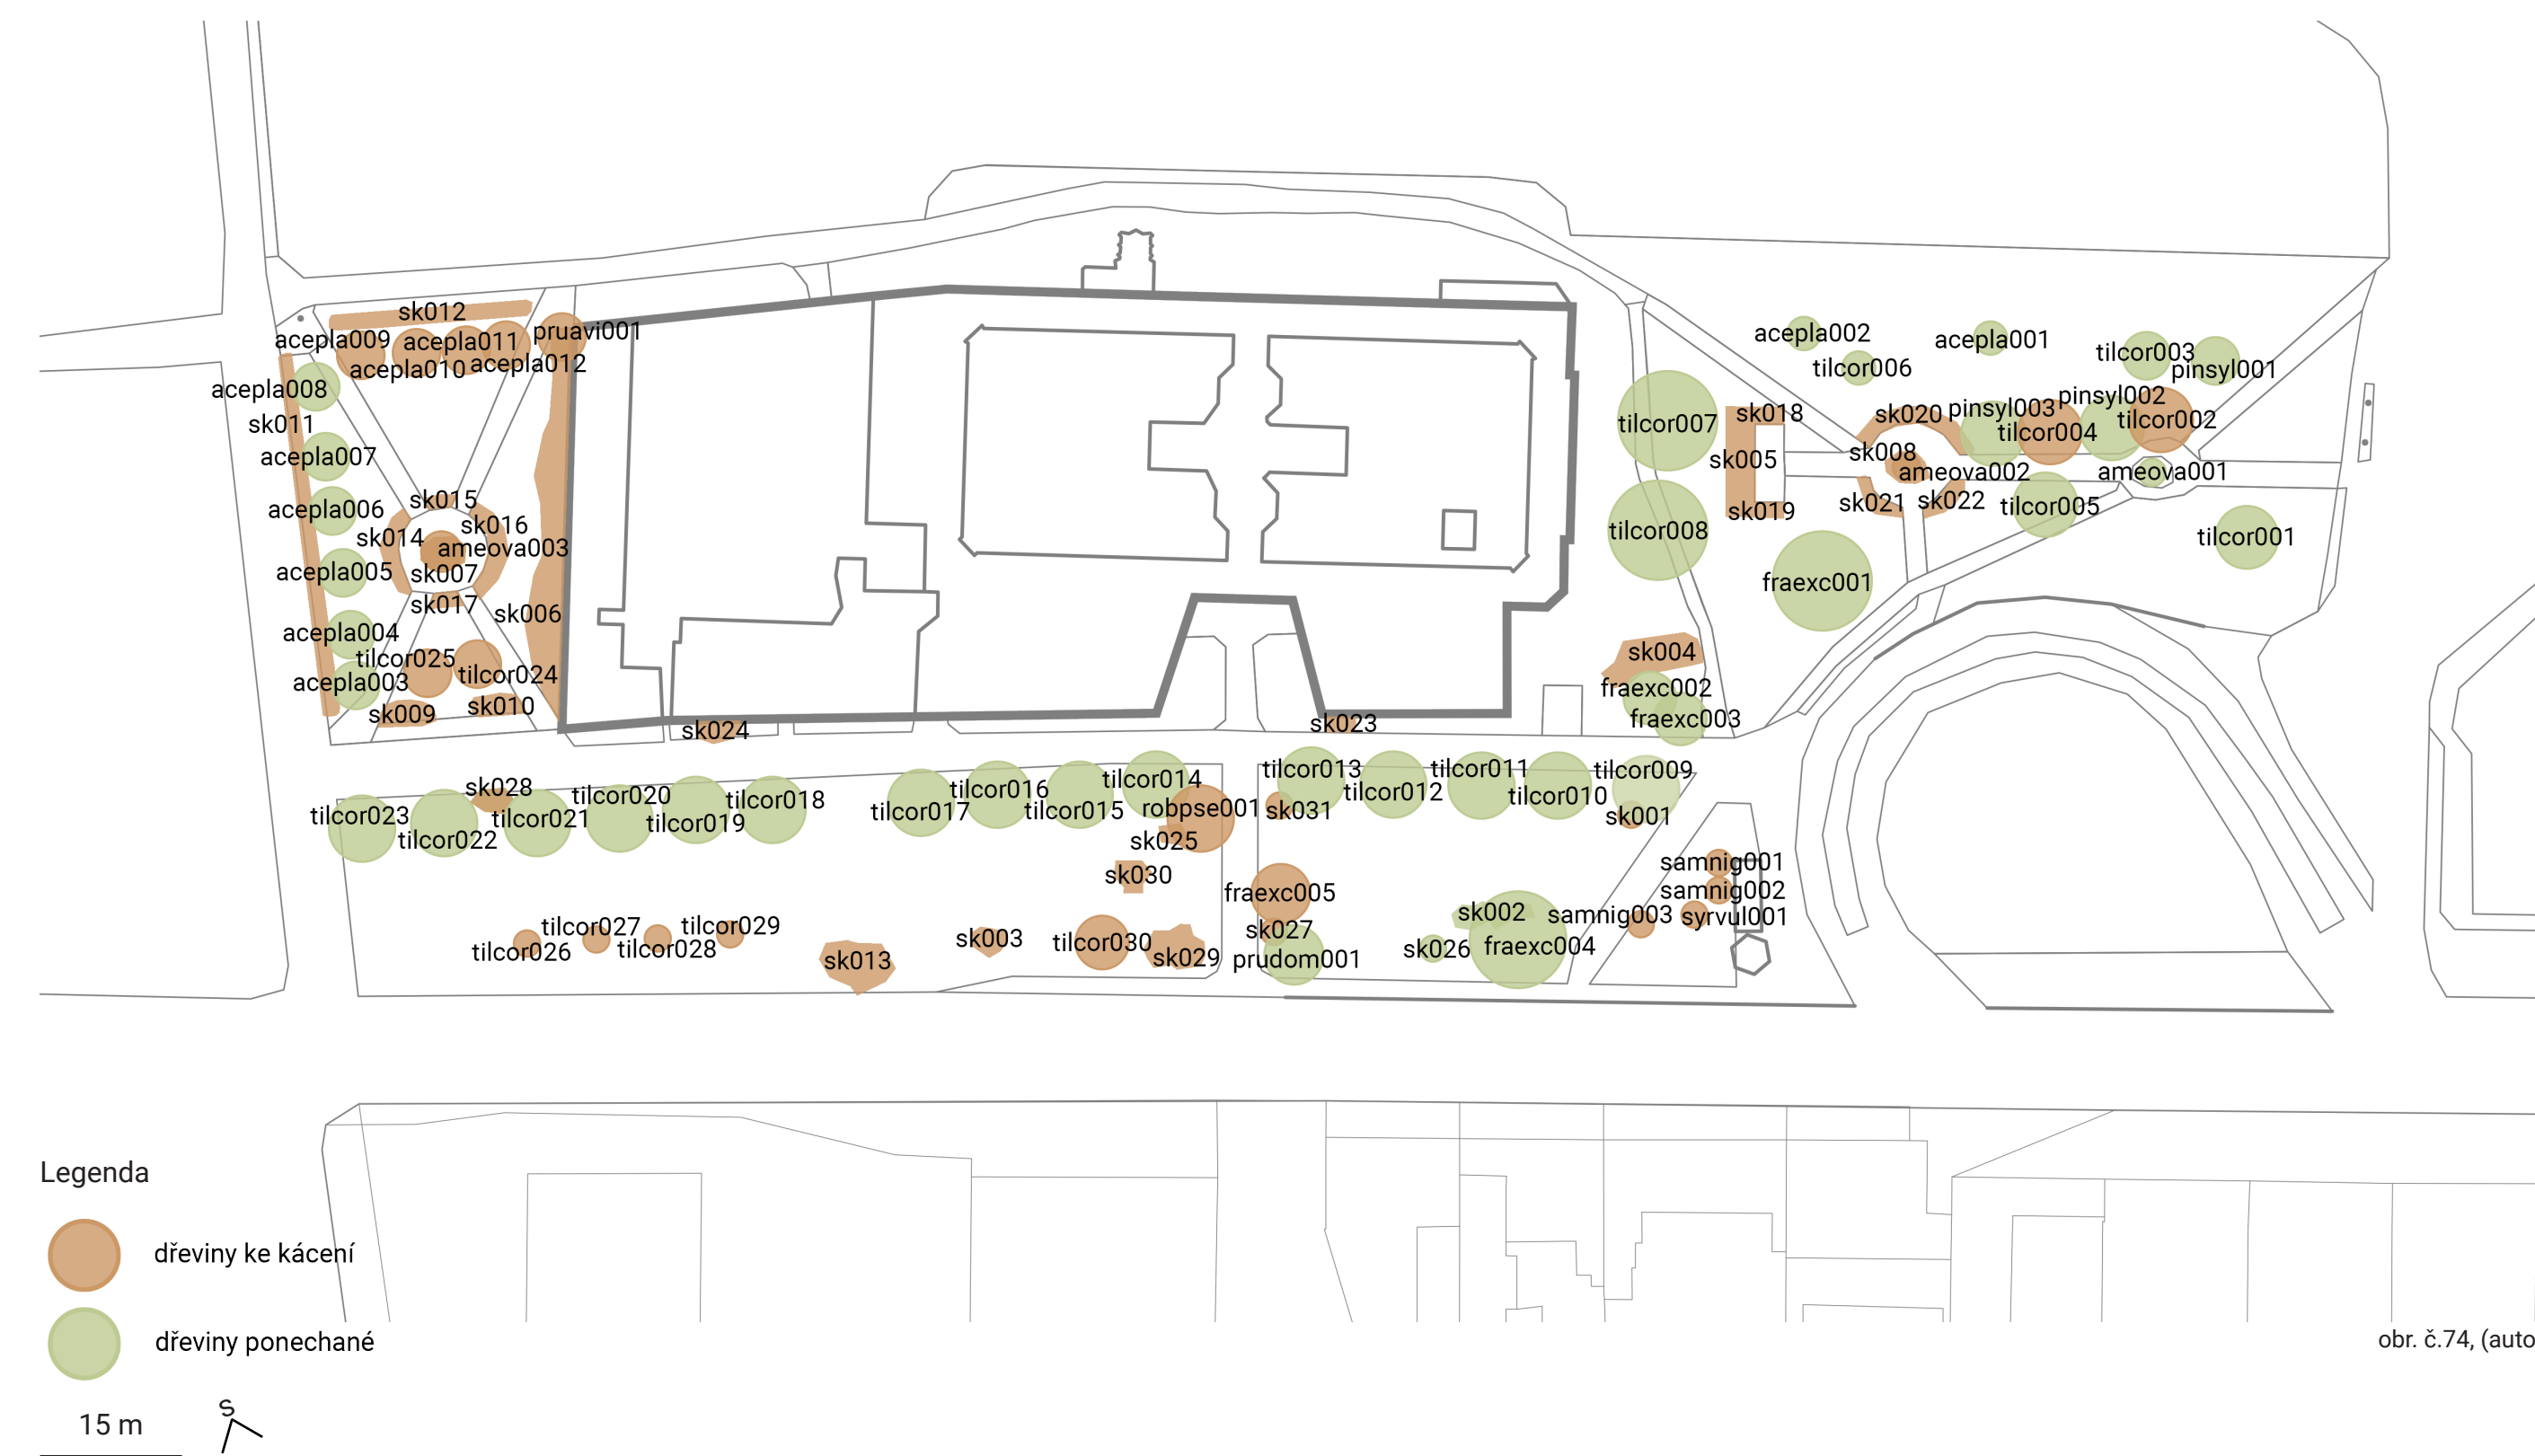 sk012
acepla009
acepla011
pruavi001
acepla010
acepla012
acepla008
sk011
acepla007
sk015
acepla006
sk016
sk014
ameova003
acepla005
sk007
sk017
sk006
acepla004
tilcor025
tilcor024
acepla003
sk010
sk009
sk024
sk023
acepla002
acepla001
tilcor003
tilcor006
pinsyl001
pinsyl002
pinsyl003
sk018
sk020
tilcor007
tilcor004
tilcor002
sk008
sk005
ameova002
ameova001
sk021
sk022
tilcor005
sk019
tilcor008
tilcor001
fraexc001
sk004
fraexc002
fraexc003
sk028
tilcor020
tilcor018
tilcor023
tilcor021
tilcor019
tilcor022
tilcor016
tilcor014
tilcor017
tilcor015
robpse001
sk025
sk030
tilcor013
tilcor011
tilcor009
tilcor012
tilcor010
sk031
sk001
samnig001
samnig002
fraexc005
sk002
samnig003
syrvul001
sk027
sk026
fraexc004
prudom001
tilcor027
tilcor029
tilcor026
tilcor028
sk013
sk003
tilcor030
sk029
Legenda
dřeviny ke kácení
dřeviny ponechané
15 m
S
obr. č.74, (auto